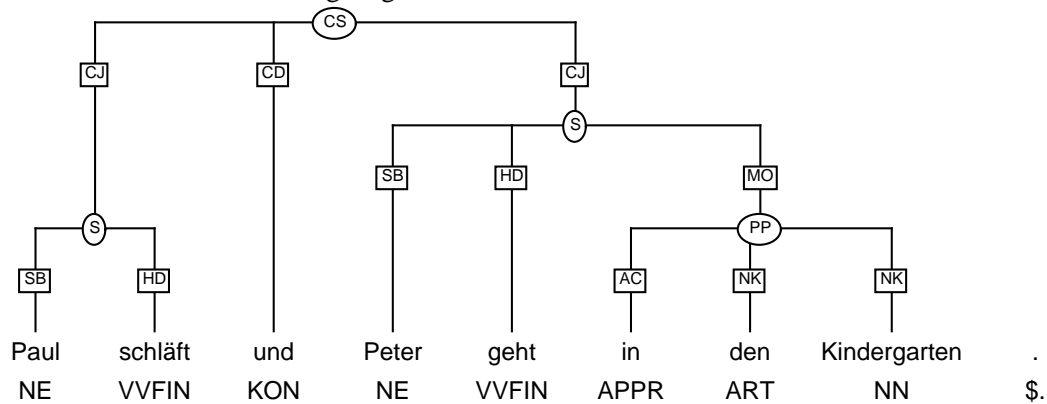 CS
CJ CD CJ
S
SB HD MO
S PP
SB HD AC NK NK
Paul schläft und Peter geht in den Kindergarten .
NE VVFIN KON NE VVFIN APPR ART NN $.